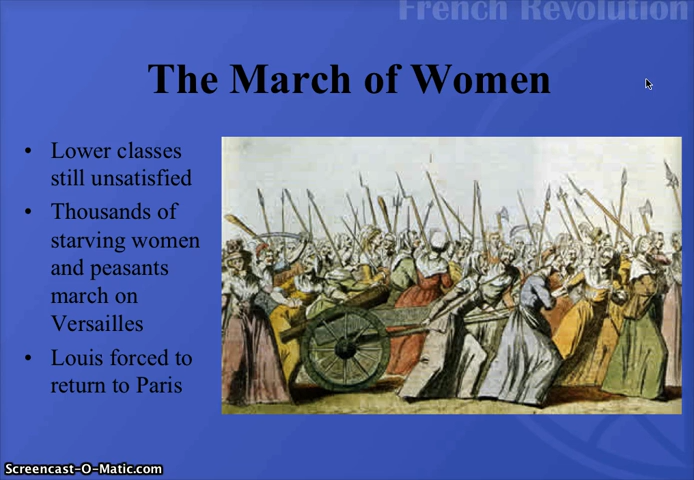 French Revolution
The March of Women
• Lower classes
still unsatisfied
• Thousands of
starving women
and peasants
march on
Versailles
• Louis forced to
return to Paris
Screencast-O-Matic.com